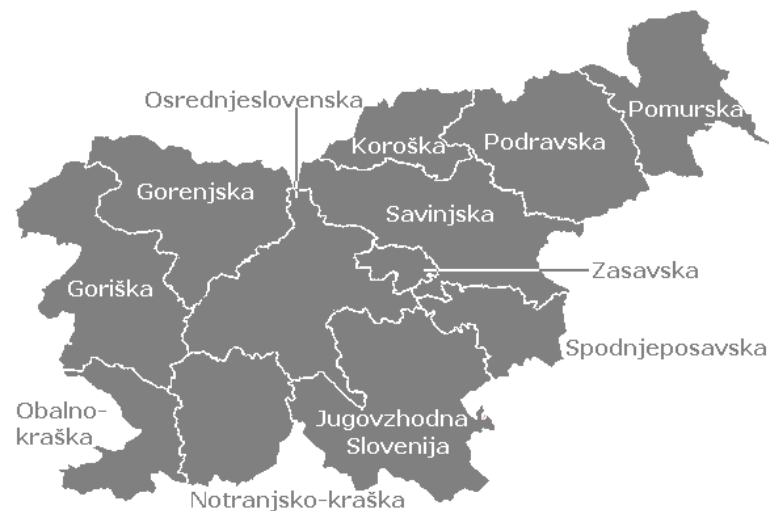 Osrednjeslovenska
Pomurska
Koroška
Podravska
Gorenjska
Savinjska
Zasavska
Goriška
Spodnjeposavska
Obalno-
kraška
Jugovzhodna
Slovenija
Notranjsko-kraška